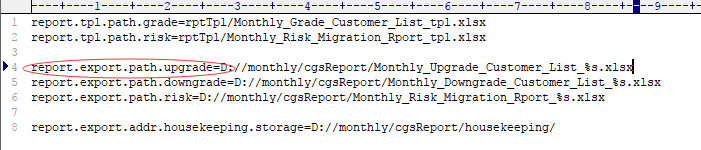 ----+----1----+----2----+----3----+----4----+----5----+----6----+----7----+----8----+----9----
1 report.tpl.path.grade=rptTpl/Monthly_Grade_Customer_List_tpl.xlsx
2 report.tpl.path.risk=rptTpl/Monthly_Risk_Migration_Rport_tpl.xlsx
3
4 report.export.path.upgrade=D://monthly/cgsReport/Monthly_Upgrade_Customer_List_%s.xlsx
5 report.export.path.downgrade=D://monthly/cgsReport/Monthly_Downgrade_Customer_List_%s.xlsx
6 report.export.path.risk=D://monthly/cgsReport/Monthly_Risk_Migration_Rport_%s.xlsx
7
8 report.export.addr.housekeeping.storage=D://monthly/cgsReport/housekeeping/